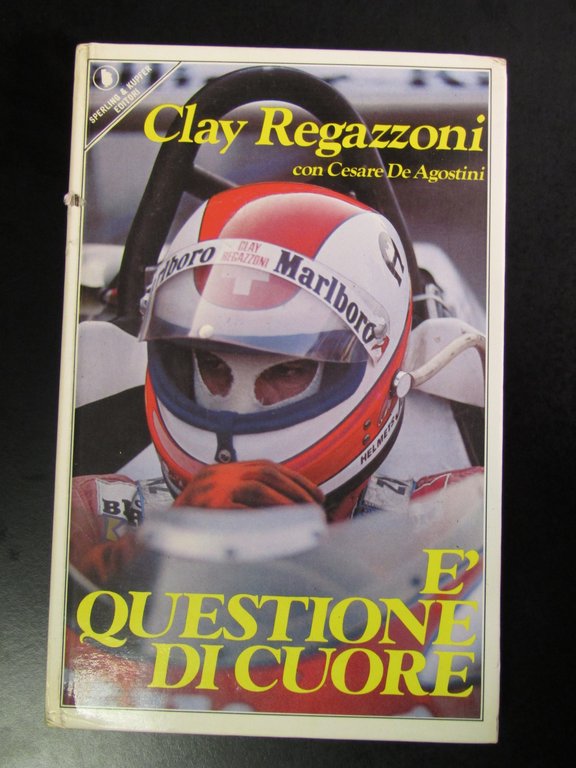 SPERLING & KUPFER
EDITORI
Clay Regazzoni
con Cesare De Agostini
Marlboro
CLAY
REGAZZONI
Marlboro
HELMETS
E'
QUESTIONE
DI CUORE